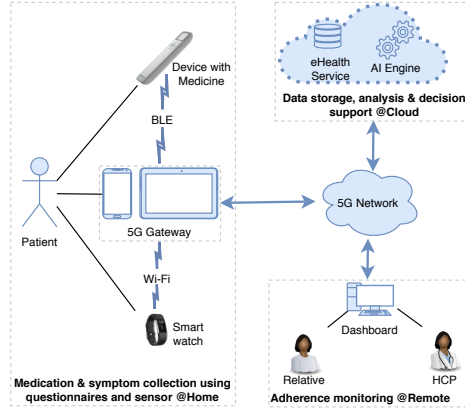 Device with
Medicine
BLE
Patient
5G Gateway
Wi-Fi
Smart
watch
Medication & symptom collection using
questionnaires and sensor @Home
eHealth
Service
AI Engine
Data storage, analysis & decision
support @Cloud
5G Network
Dashboard
Relative
HCP
Adherence monitoring @Remote